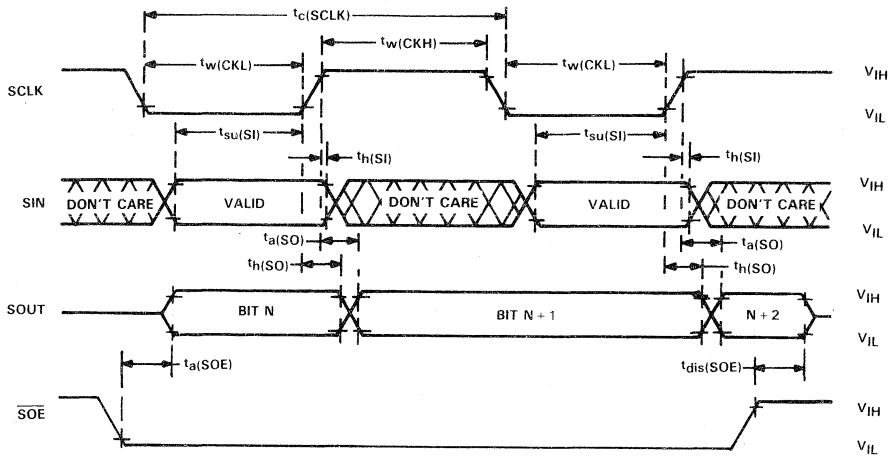 tc(SCLK)
tw(CKH)
tw(CKL) tw(CKL)
SCLK VIH
VIL
tsu(SI) tsu(SI)
th(SI) th(SI)
SIN DON'T CARE VALID DON'T CARE VALID DON'T CARE VIH
VIL
ta(SO) ta(SO)
th(SO) th(SO)
SOUT BIT N BIT N + 1 N + 2 VIH
VIL
ta(SOE) tdis(SOE)
SOE VIH
VIL